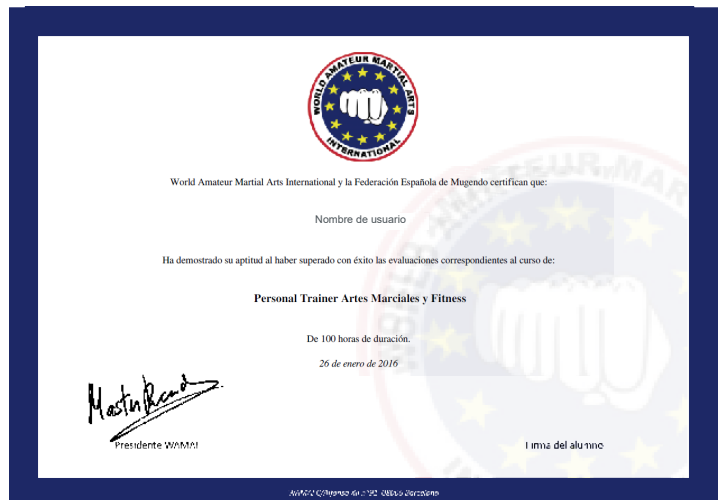 WORLD AMATEUR MARTIAL ARTS
INTERNATIONAL
World Amateur Martial Arts International y la Federación Española de Mugendo certifican que:
Nombre de usuario
Ha demostrado su aptitud al haber superado con éxito las evaluaciones correspondientes al curso de:
Personal Trainer Artes Marciales y Fitness
De 100 horas de duración.
26 de enero de 2016
Presidente WAMAI
Firma del alumno